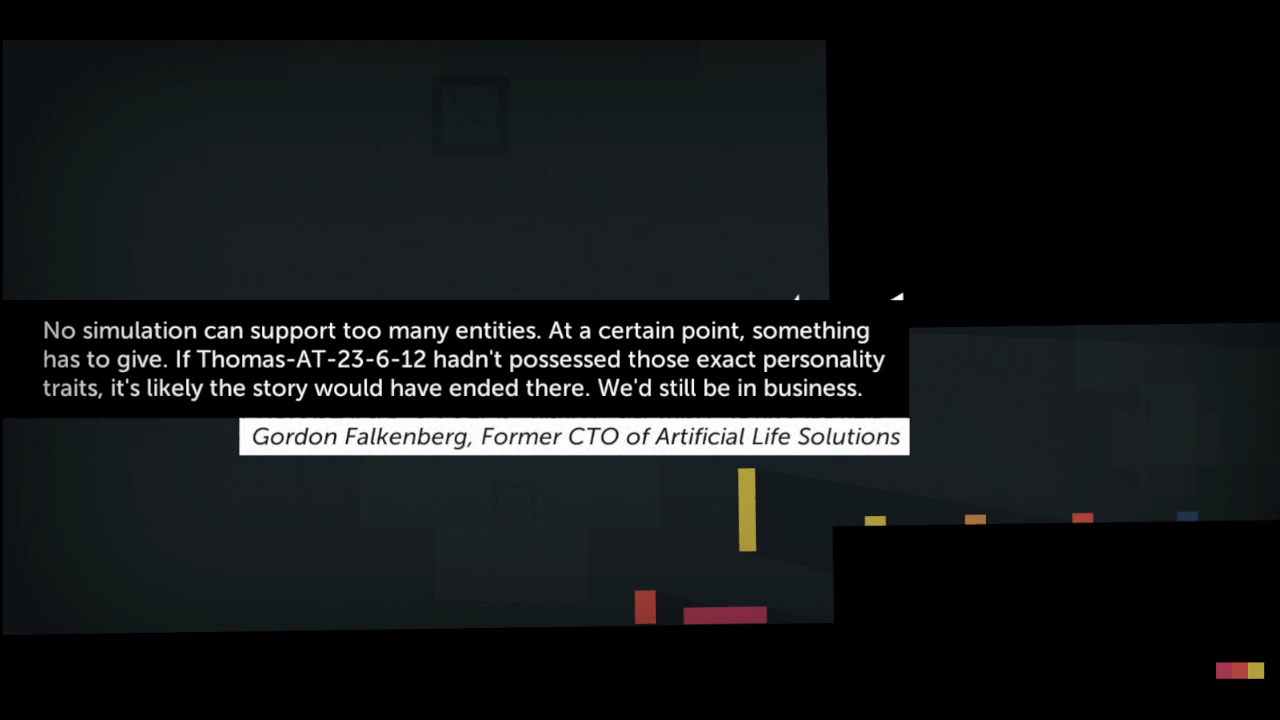 No simulation can support too many entities. At a certain point, something
has to give. If Thomas-AT-23-6-12 hadn't possessed those exact personality
traits, it's likely the story would have ended there. We'd still be in business.
Gordon Falkenberg, Former CTO of Artificial Life Solutions